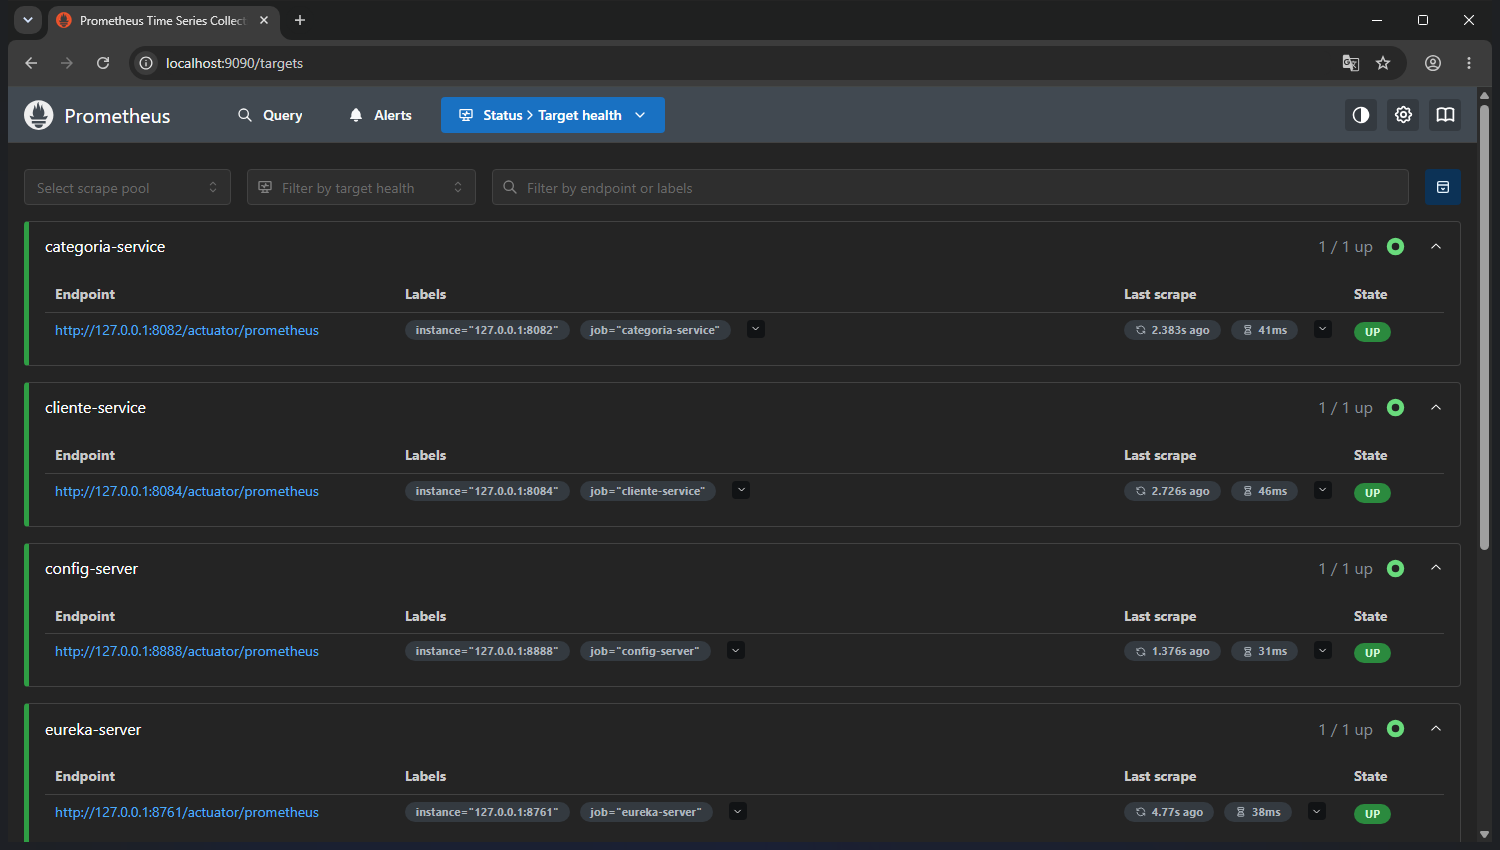 Prometheus Time Series Collect
localhost:9090/targets
Prometheus
Query
Alerts
Status > Target health
Select scrape pool
Filter by target health
Filter by endpoint or labels
categoria-service
1 / 1 up
Endpoint Labels Last scrape State
http://127.0.0.1:8082/actuator/prometheus instance="127.0.0.1:8082" job="categoria-service" 2.383s ago 41ms UP
cliente-service
1 / 1 up
Endpoint Labels Last scrape State
http://127.0.0.1:8084/actuator/prometheus instance="127.0.0.1:8084" job="cliente-service" 2.726s ago 46ms UP
config-server
1 / 1 up
Endpoint Labels Last scrape State
http://127.0.0.1:8888/actuator/prometheus instance="127.0.0.1:8888" job="config-server" 1.376s ago 31ms UP
eureka-server
1 / 1 up
Endpoint Labels Last scrape State
http://127.0.0.1:8761/actuator/prometheus instance="127.0.0.1:8761" job="eureka-server" 4.77s ago 38ms UP